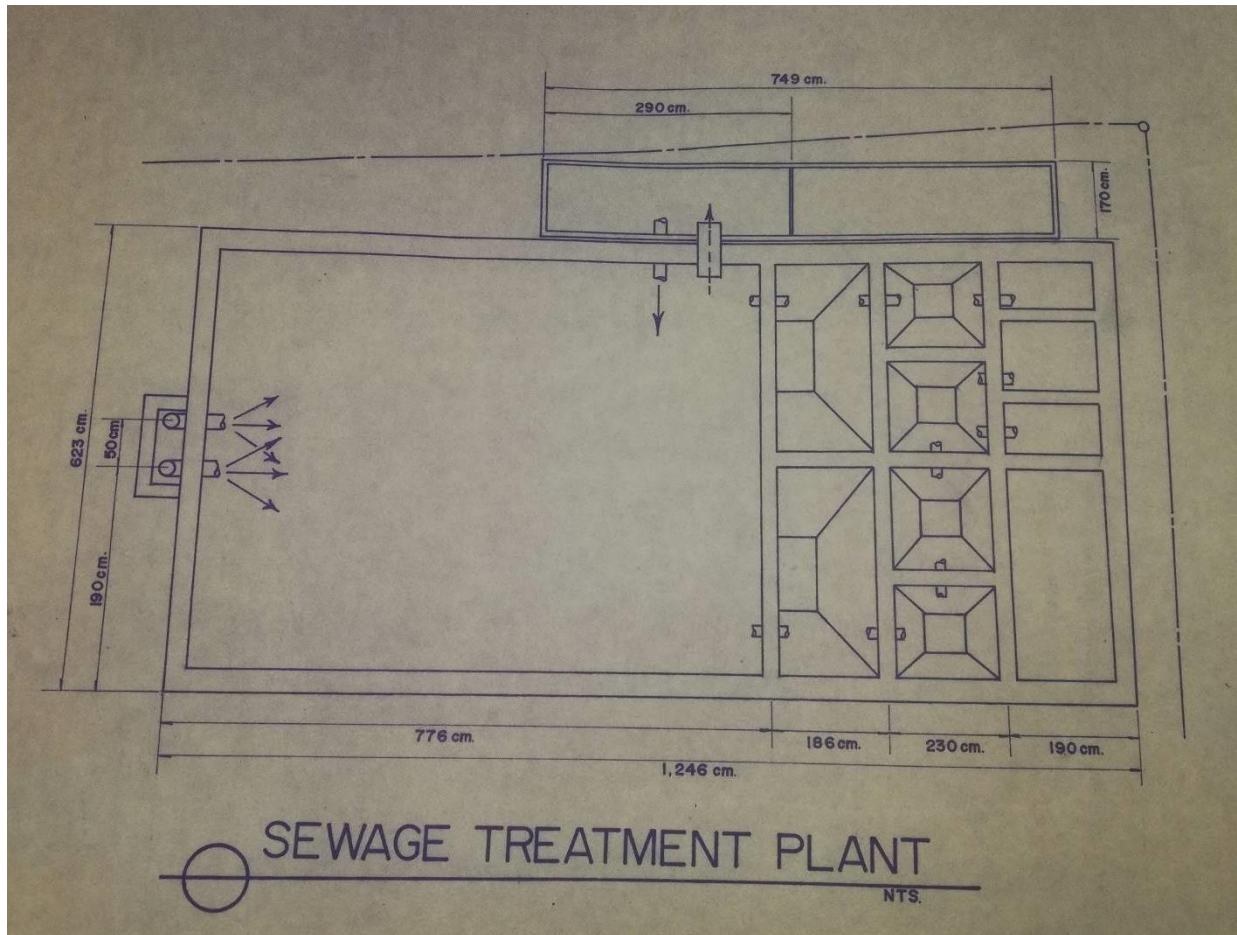 749 cm.
290 cm.
170 cm.
623 cm.
50 cm
190 cm.
776 cm.
186 cm.
230 cm.
190 cm.
1,246 cm.
SEWAGE TREATMENT PLANT
NTS.